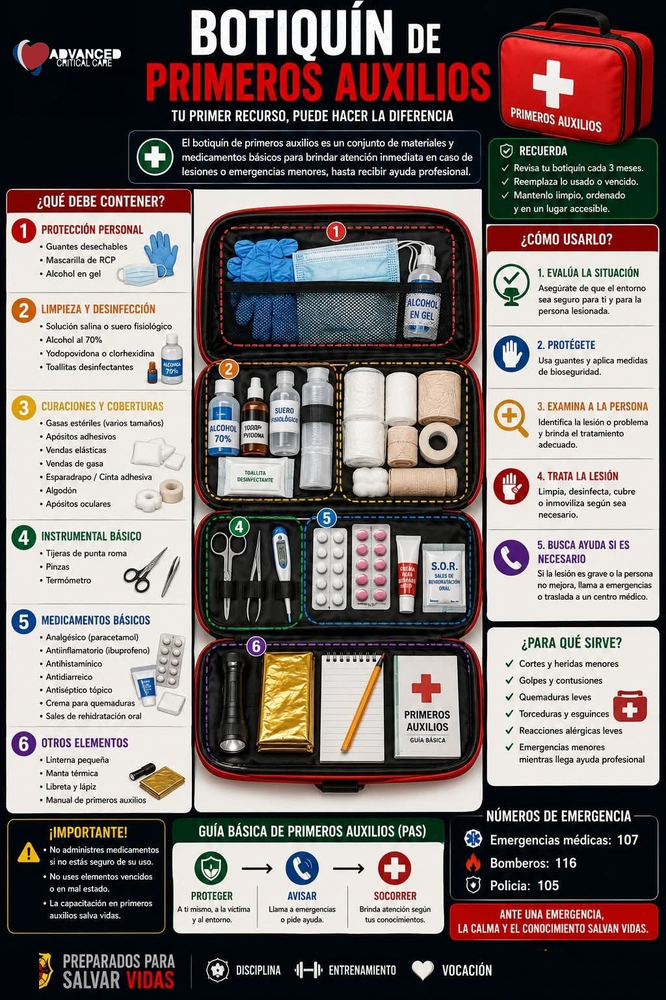 ADVANCED
CRITICAL CARE
BOTIQUÍN DE
PRIMEROS AUXILIOS
TU PRIMER RECURSO, PUEDE HACER LA DIFERENCIA
PRIMEROS AUXILIOS
El botiquín de primeros auxilios es un conjunto de materiales y
medicamentos básicos para brindar atención inmediata en caso de
lesiones o emergencias menores, hasta recibir ayuda profesional.
RECUERDA
✓ Revisa tu botiquín cada 3 meses.
✓ Reemplaza lo usado o vencido.
✓ Mantenlo limpio, ordenado
y en un lugar accesible.
¿QUÉ DEBE CONTENER?
1 PROTECCIÓN PERSONAL
• Guantes desechables
• Mascarilla de RCP
• Alcohol en gel
2 LIMPIEZA Y DESINFECCIÓN
• Solución salina o suero fisiológico
• Alcohol al 70%
• Yodopovidona o clorhexidina
• Toallitas desinfectantes
ALCOHOL
70%
3 CURACIONES Y COBERTURAS
• Gasas estériles (varios tamaños)
• Apósitos adhesivos
• Vendas elásticas
• Vendas de gasa
• Esparadrapo / Cinta adhesiva
• Algodón
• Apósitos oculares
4 INSTRUMENTAL BÁSICO
• Tijeras de punta roma
• Pinzas
• Termómetro
5 MEDICAMENTOS BÁSICOS
• Analgésico (paracetamol)
• Antiinflamatorio (ibuprofeno)
• Antihistamínico
• Antidiarreico
• Antiséptico tópico
• Crema para quemaduras
• Sales de rehidratación oral
6 OTROS ELEMENTOS
• Linterna pequeña
• Manta térmica
• Libreta y lápiz
• Manual de primeros auxilios
1
ALCOHOL
EN GEL
2
ALCOHOL
70%
SUERO
FISIOLÓGICO
TOALLITA
DESINFECTANTE
4
5
S.O.R.
SALES DE
REHIDRATACIÓN
ORAL
6
PRIMEROS
AUXILIOS
GUÍA BÁSICA
¿CÓMO USARLO?
1. EVALÚA LA SITUACIÓN
Asegúrate de que el entorno
sea seguro para ti y para la
persona lesionada.
2. PROTÉGETE
Usa guantes y aplica medidas
de bioseguridad.
3. EXAMINA A LA PERSONA
Identifica la lesión o problema
y brinda el tratamiento
adecuado.
4. TRATA LA LESIÓN
Limpia, desinfecta, cubre
o inmoviliza según sea
necesario.
5. BUSCA AYUDA SI ES
NECESARIO
Si la lesión es grave o la persona
no mejora, llama a emergencias
o traslada a un centro médico.
¿PARA QUÉ SIRVE?
✓ Cortes y heridas menores
✓ Golpes y contusiones
✓ Quemaduras leves
✓ Torceduras y esguinces
✓ Reacciones alérgicas leves
✓ Emergencias menores
mientras llega ayuda profesional
¡IMPORTANTE!
• No administres medicamentos
si no estás seguro de su uso.
• No uses elementos vencidos
o en mal estado.
• La capacitación en primeros
auxilios salva vidas.
GUÍA BÁSICA DE PRIMEROS AUXILIOS (PAS)
PROTEGER
A ti mismo, a la víctima
y al entorno.
AVISAR
Llama a emergencias
o pide ayuda.
SOCORRER
Brinda atención según
tus conocimientos.
NÚMEROS DE EMERGENCIA
Emergencias médicas: 107
Bomberos: 116
Policía: 105
ANTE UNA EMERGENCIA,
LA CALMA Y EL CONOCIMIENTO SALVAN VIDAS.
PREPARADOS PARA
SALVAR VIDAS
DISCIPLINA
ENTRENAMIENTO
VOCACIÓN